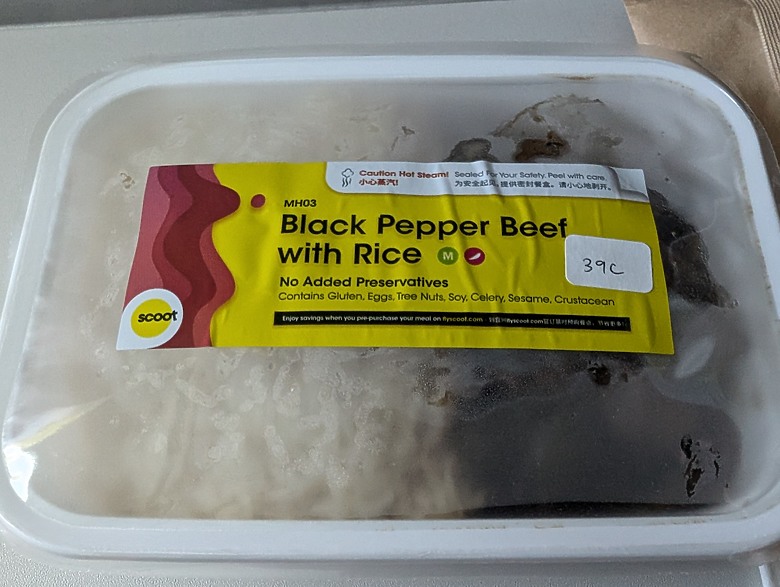 Caution Hot Steam! Sealed For Your Safety. Peel with care.
小心蒸汽! 为安全起见,提供密封餐盒。请小心地剥开。
MH03
Black Pepper Beef
with Rice M
39C
No Added Preservatives
Contains Gluten, Eggs, Tree Nuts, Soy, Celery, Sesame, Crustacean
scoot
Enjoy savings when you pre-purchase your meal on flyscoot.com